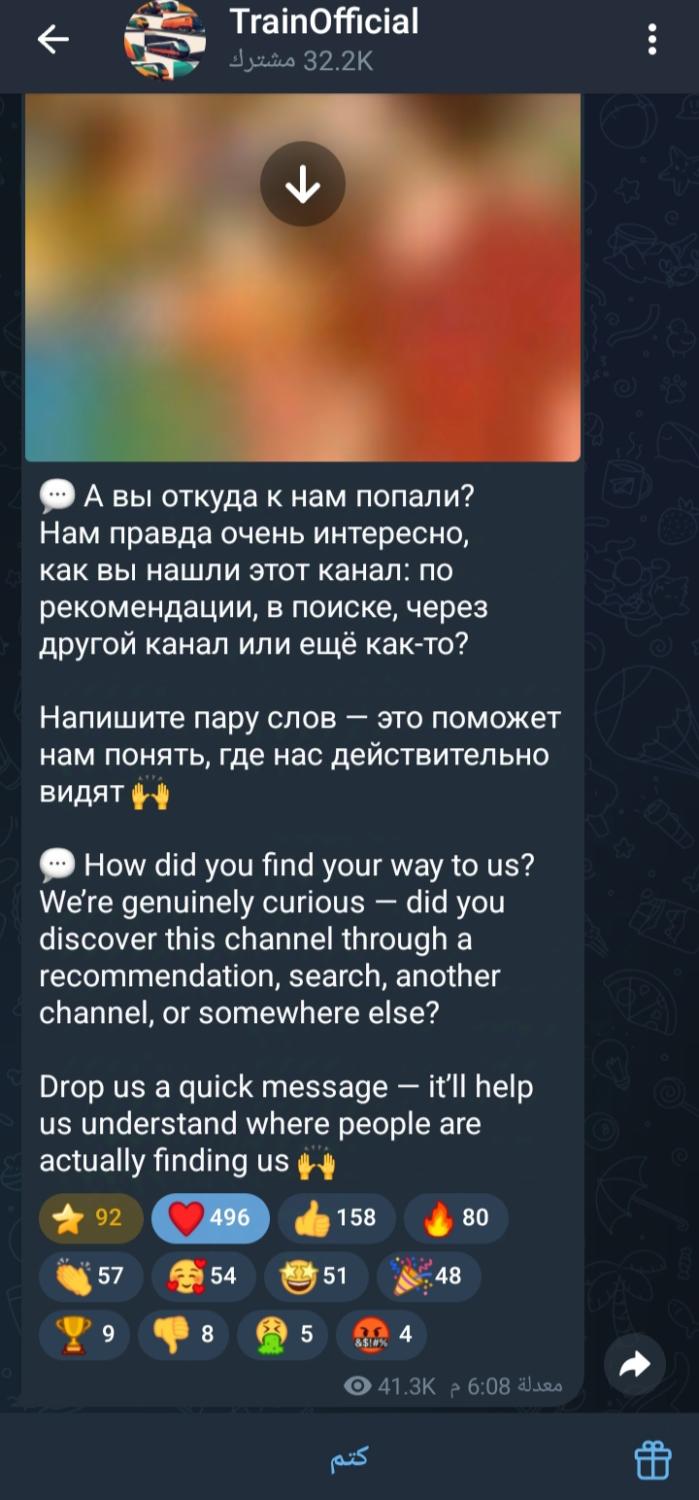 TrainOfficial
32.2K مشترك
💬 А вы откуда к нам попали?
Нам правда очень интересно,
как вы нашли этот канал: по
рекомендации, в поиске, через
другой канал или ещё как-то?
Напишите пару слов — это поможет
нам понять, где нас действительно
видят 🙌
💬 How did you find your way to us?
We’re genuinely curious — did you
discover this channel through a
recommendation, search, another
channel, or somewhere else?
Drop us a quick message — it’ll help
us understand where people are
actually finding us 🙌
⭐ 92 ❤️ 496 👍 158 🔥 80
👏 57 🥰 54 🤩 51 🎉 48
🏆 9 👎 8 🤮 5 🤬 4
41.3K معدلة 6:08 م
كتم